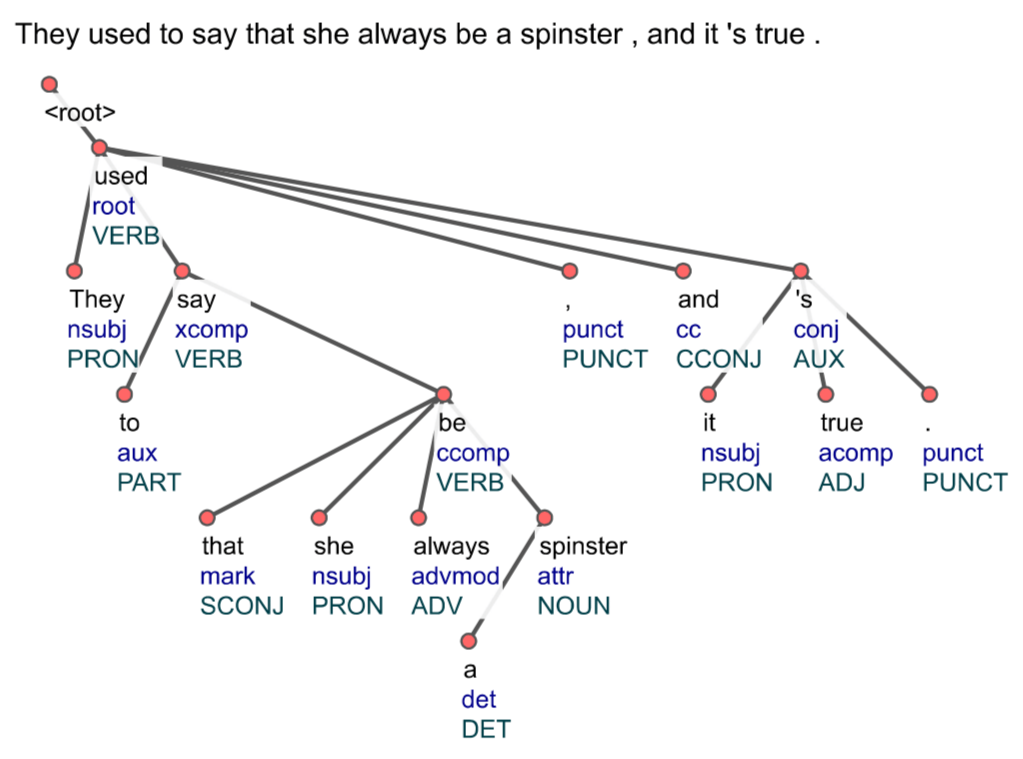 They used to say that she always be a spinster , and it 's true .
<root>
used
root
VERB
They say , and 's
nsubj xcomp punct cc conj
PRON VERB PUNCT CCONJ AUX
to be it true .
aux ccomp nsubj acomp punct
PART VERB PRON ADJ PUNCT
that she always spinster
mark nsubj advmod attr
SCONJ PRON ADV NOUN
a
det
DET